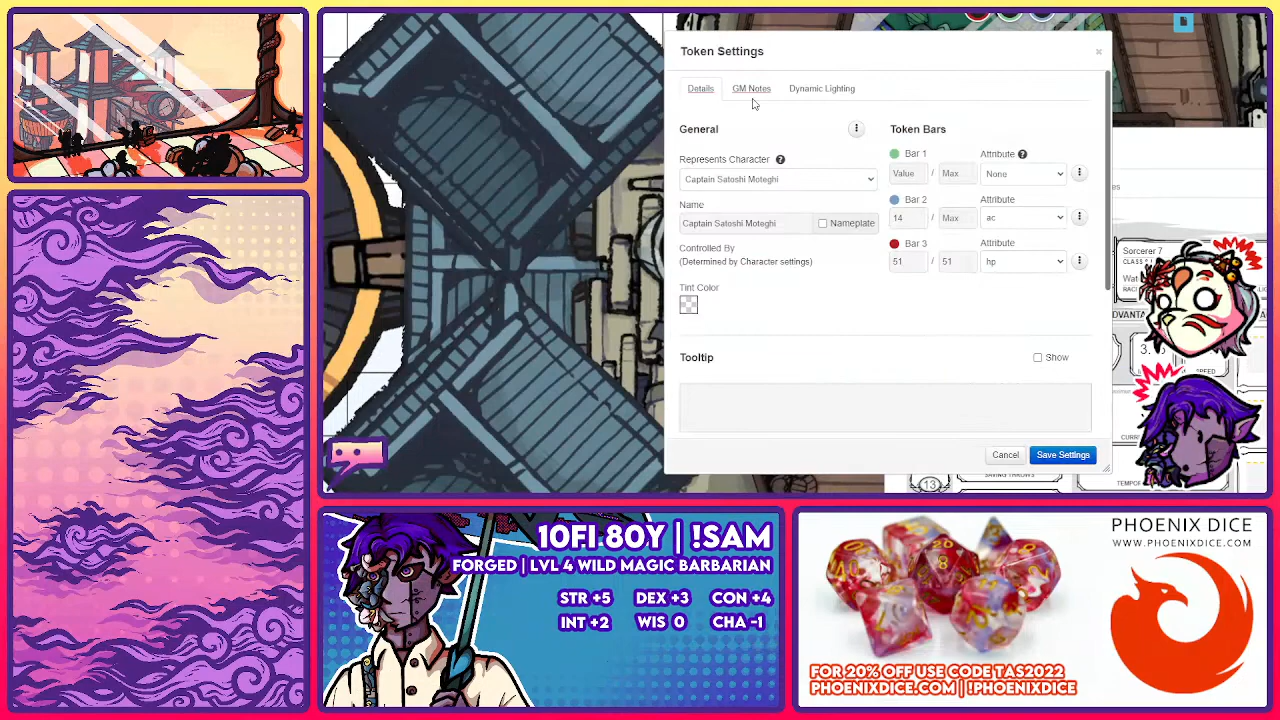 Token Settings
Details
GM Notes
Dynamic Lighting
General
Represents Character
Captain Satoshi Moteghi
Name
Captain Satoshi Moteghi
Nameplate
Controlled By
(Determined by Character settings)
Tint Color
Token Bars
Bar 1
Attribute
Value / Max
None
Bar 2
Attribute
14 / Max
ac
Bar 3
Attribute
51 / 51
hp
Tooltip
Show
Cancel
Save Settings
Sorcerer 7
SPEED
13
SAVING THROWS
10FI.80Y | !SAM
FORGED | LVL 4 WILD MAGIC BARBARIAN
STR +5 DEX +3 CON +4
INT +2 WIS 0 CHA -1
PHOENIX DICE
WWW.PHOENIXDICE.COM
FOR 20% OFF USE CODE TAS2022
PHOENIXDICE.COM | !PHOENIXDICE